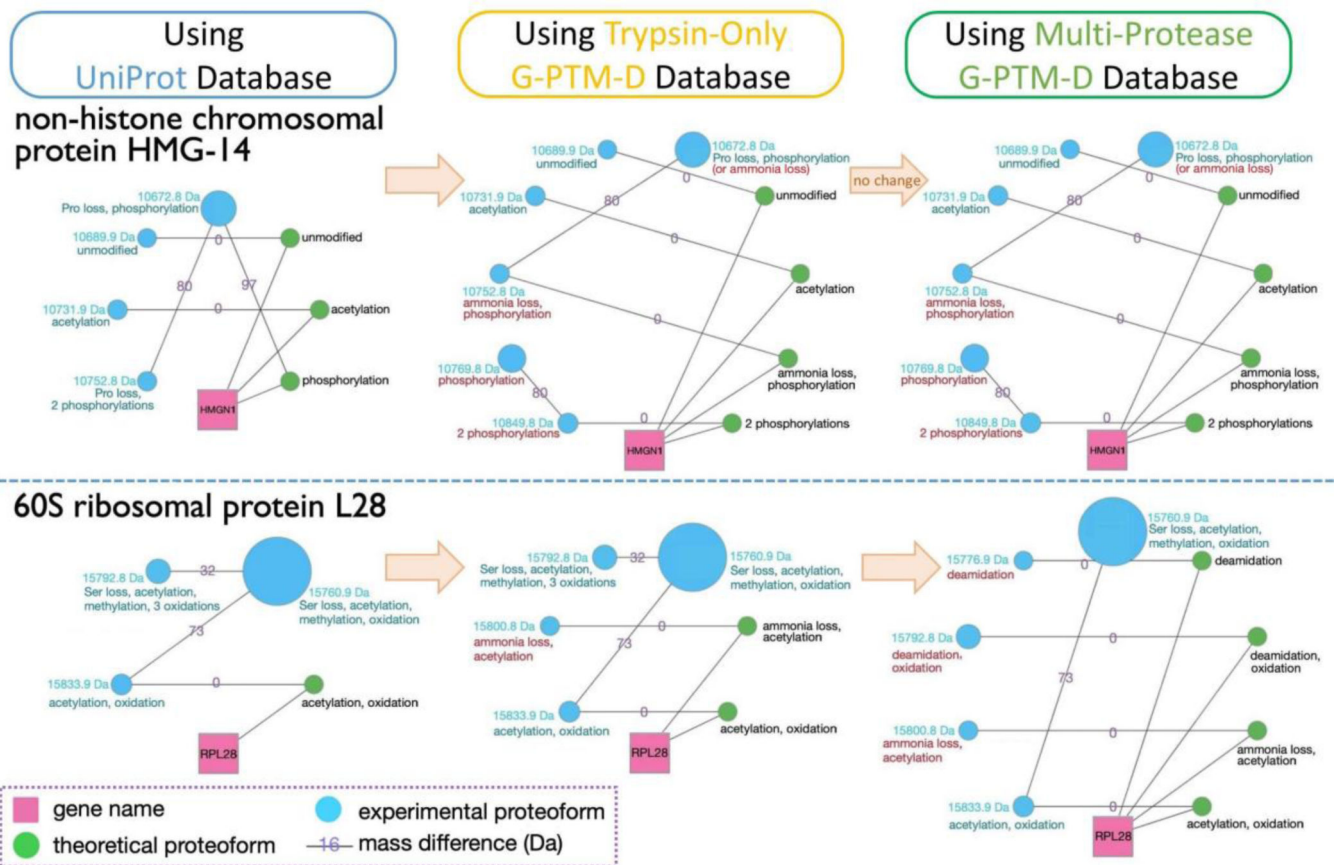 Using
UniProt Database
Using Trypsin-Only
G-PTM-D Database
Using Multi-Protease
G-PTM-D Database
non-histone chromosomal
protein HMG-14
10672.8 Da
Pro loss, phosphorylation
10689.9 Da
unmodified
0
unmodified
80
97
10731.9 Da
acetylation
0
acetylation
10752.8 Da
Pro loss,
2 phosphorylations
phosphorylation
HMGN1
10689.9 Da
unmodified
10672.8 Da
Pro loss, phosphorylation
(or ammonia loss)
0
unmodified
10731.9 Da
acetylation
80
0
acetylation
10752.8 Da
ammonia loss,
phosphorylation
0
ammonia loss,
phosphorylation
10769.8 Da
phosphorylation
80
10849.8 Da
2 phosphorylations
0
2 phosphorylations
HMGN1
no change
10689.9 Da
unmodified
10672.8 Da
Pro loss, phosphorylation
(or ammonia loss)
0
unmodified
10731.9 Da
acetylation
80
0
acetylation
10752.8 Da
ammonia loss,
phosphorylation
0
ammonia loss,
phosphorylation
10769.8 Da
phosphorylation
80
10849.8 Da
2 phosphorylations
0
2 phosphorylations
HMGN1
60S ribosomal protein L28
15792.8 Da
Ser loss, acetylation,
methylation, 3 oxidations
32
15760.9 Da
Ser loss, acetylation,
methylation, oxidation
73
15833.9 Da
acetylation, oxidation
0
acetylation, oxidation
RPL28
15792.8 Da
Ser loss, acetylation,
methylation, 3 oxidations
32
15760.9 Da
Ser loss, acetylation,
methylation, oxidation
15800.8 Da
ammonia loss,
acetylation
0
ammonia loss,
acetylation
73
15833.9 Da
acetylation, oxidation
0
acetylation, oxidation
RPL28
15760.9 Da
Ser loss, acetylation,
methylation, oxidation
15776.9 Da
deamidation
0
deamidation
15792.8 Da
deamidation,
oxidation
0
deamidation,
oxidation
73
15800.8 Da
ammonia loss,
acetylation
0
ammonia loss,
acetylation
15833.9 Da
acetylation, oxidation
0
acetylation, oxidation
RPL28
gene name
experimental proteoform
theoretical proteoform
16 mass difference (Da)